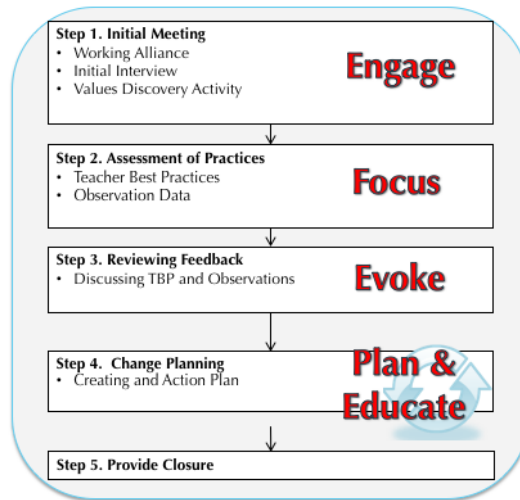 Step 1. Initial Meeting
• Working Alliance
• Initial Interview
• Values Discovery Activity
Engage
Step 2. Assessment of Practices
• Teacher Best Practices
• Observation Data
Focus
Step 3. Reviewing Feedback
• Discussing TBP and Observations
Evoke
Step 4. Change Planning
• Creating and Action Plan
Plan &
Educate
Step 5. Provide Closure